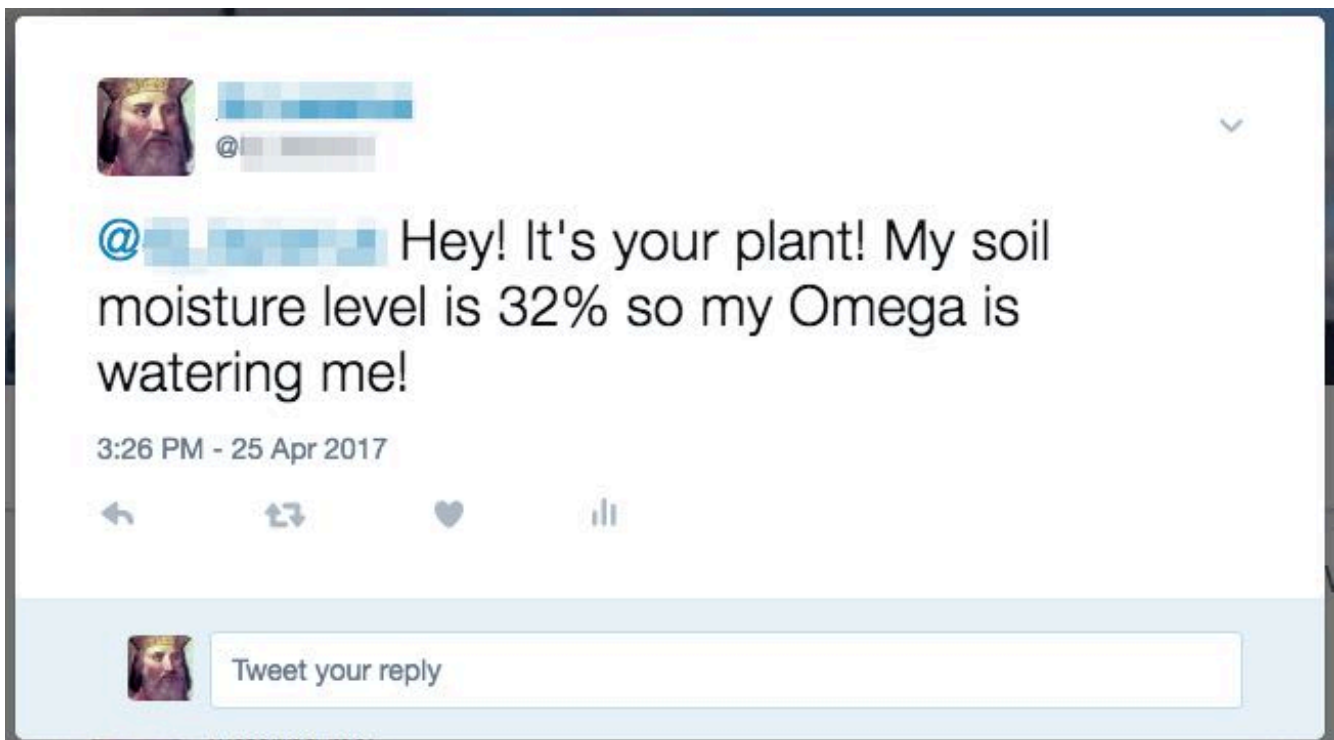 @
@ Hey! It's your plant! My soil
moisture level is 32% so my Omega is
watering me!
3:26 PM - 25 Apr 2017
Tweet your reply